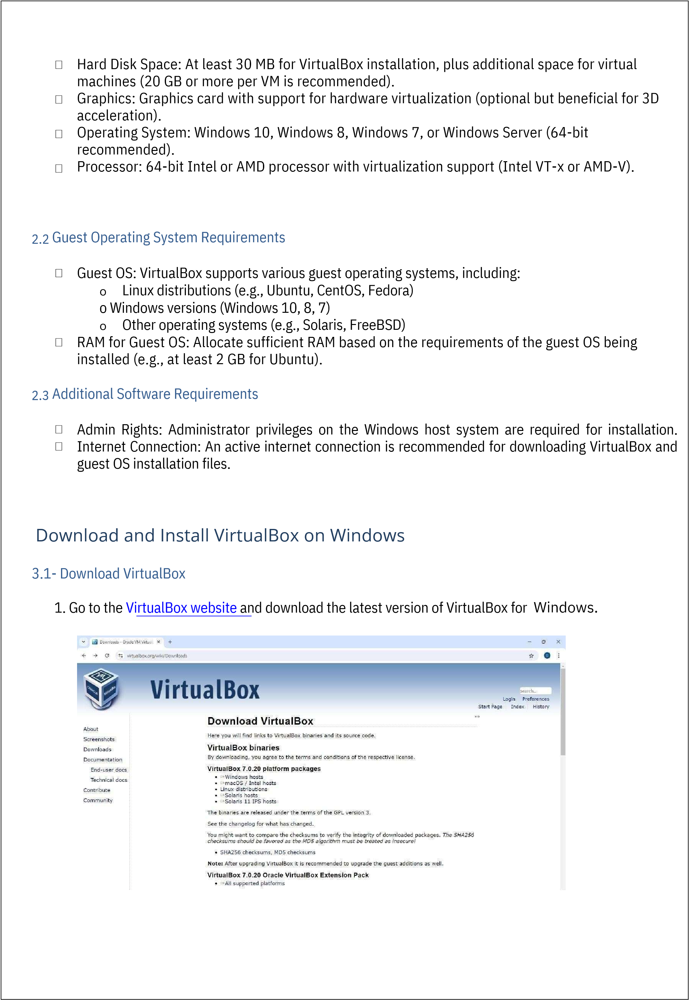 Hard Disk Space: At least 30 MB for VirtualBox installation, plus additional space for virtual
machines (20 GB or more per VM is recommended).
Graphics: Graphics card with support for hardware virtualization (optional but beneficial for 3D
acceleration).
Operating System: Windows 10, Windows 8, Windows 7, or Windows Server (64-bit
recommended).
Processor: 64-bit Intel or AMD processor with virtualization support (Intel VT-x or AMD-V).
2.2 Guest Operating System Requirements
Guest OS: VirtualBox supports various guest operating systems, including:
o Linux distributions (e.g., Ubuntu, CentOS, Fedora)
o Windows versions (Windows 10, 8, 7)
o Other operating systems (e.g., Solaris, FreeBSD)
RAM for Guest OS: Allocate sufficient RAM based on the requirements of the guest OS being
installed (e.g., at least 2 GB for Ubuntu).
2.3 Additional Software Requirements
Admin Rights: Administrator privileges on the Windows host system are required for installation.
Internet Connection: An active internet connection is recommended for downloading VirtualBox and
guest OS installation files.
Download and Install VirtualBox on Windows
3.1- Download VirtualBox
1. Go to the VirtualBox website and download the latest version of VirtualBox for Windows.
Downloads – Oracle VM Virtual
virtualbox.org/wiki/Downloads
VirtualBox
search...
Login Preferences
Start Page Index History
About
Screenshots
Downloads
Documentation
End-user docs
Technical docs
Contribute
Community
Download VirtualBox
Here you will find links to VirtualBox binaries and its source code.
VirtualBox binaries
By downloading, you agree to the terms and conditions of the respective license.
VirtualBox 7.0.20 platform packages
• Windows hosts
• macOS / Intel hosts
• Linux distributions
• Solaris hosts
• Solaris 11 IPS hosts
The binaries are released under the terms of the GPL version 3.
See the changelog for what has changed.
You might want to compare the checksums to verify the integrity of downloaded packages. The SHA256
checksums should be favored as the MD5 algorithm must be treated as insecure!
• SHA256 checksums, MD5 checksums
Note: After upgrading VirtualBox it is recommended to upgrade the guest additions as well.
VirtualBox 7.0.20 Oracle VirtualBox Extension Pack
• All supported platforms